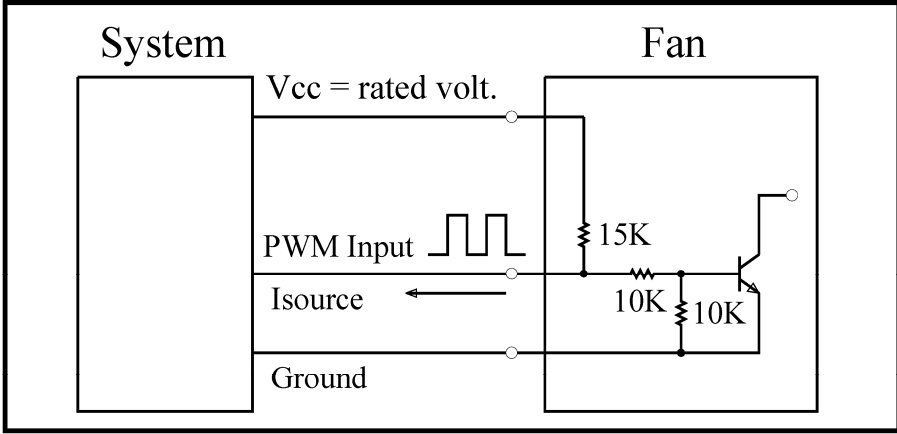 System
Fan
Vcc = rated volt.
15K
PWM Input
Isource
10K
10K
Ground